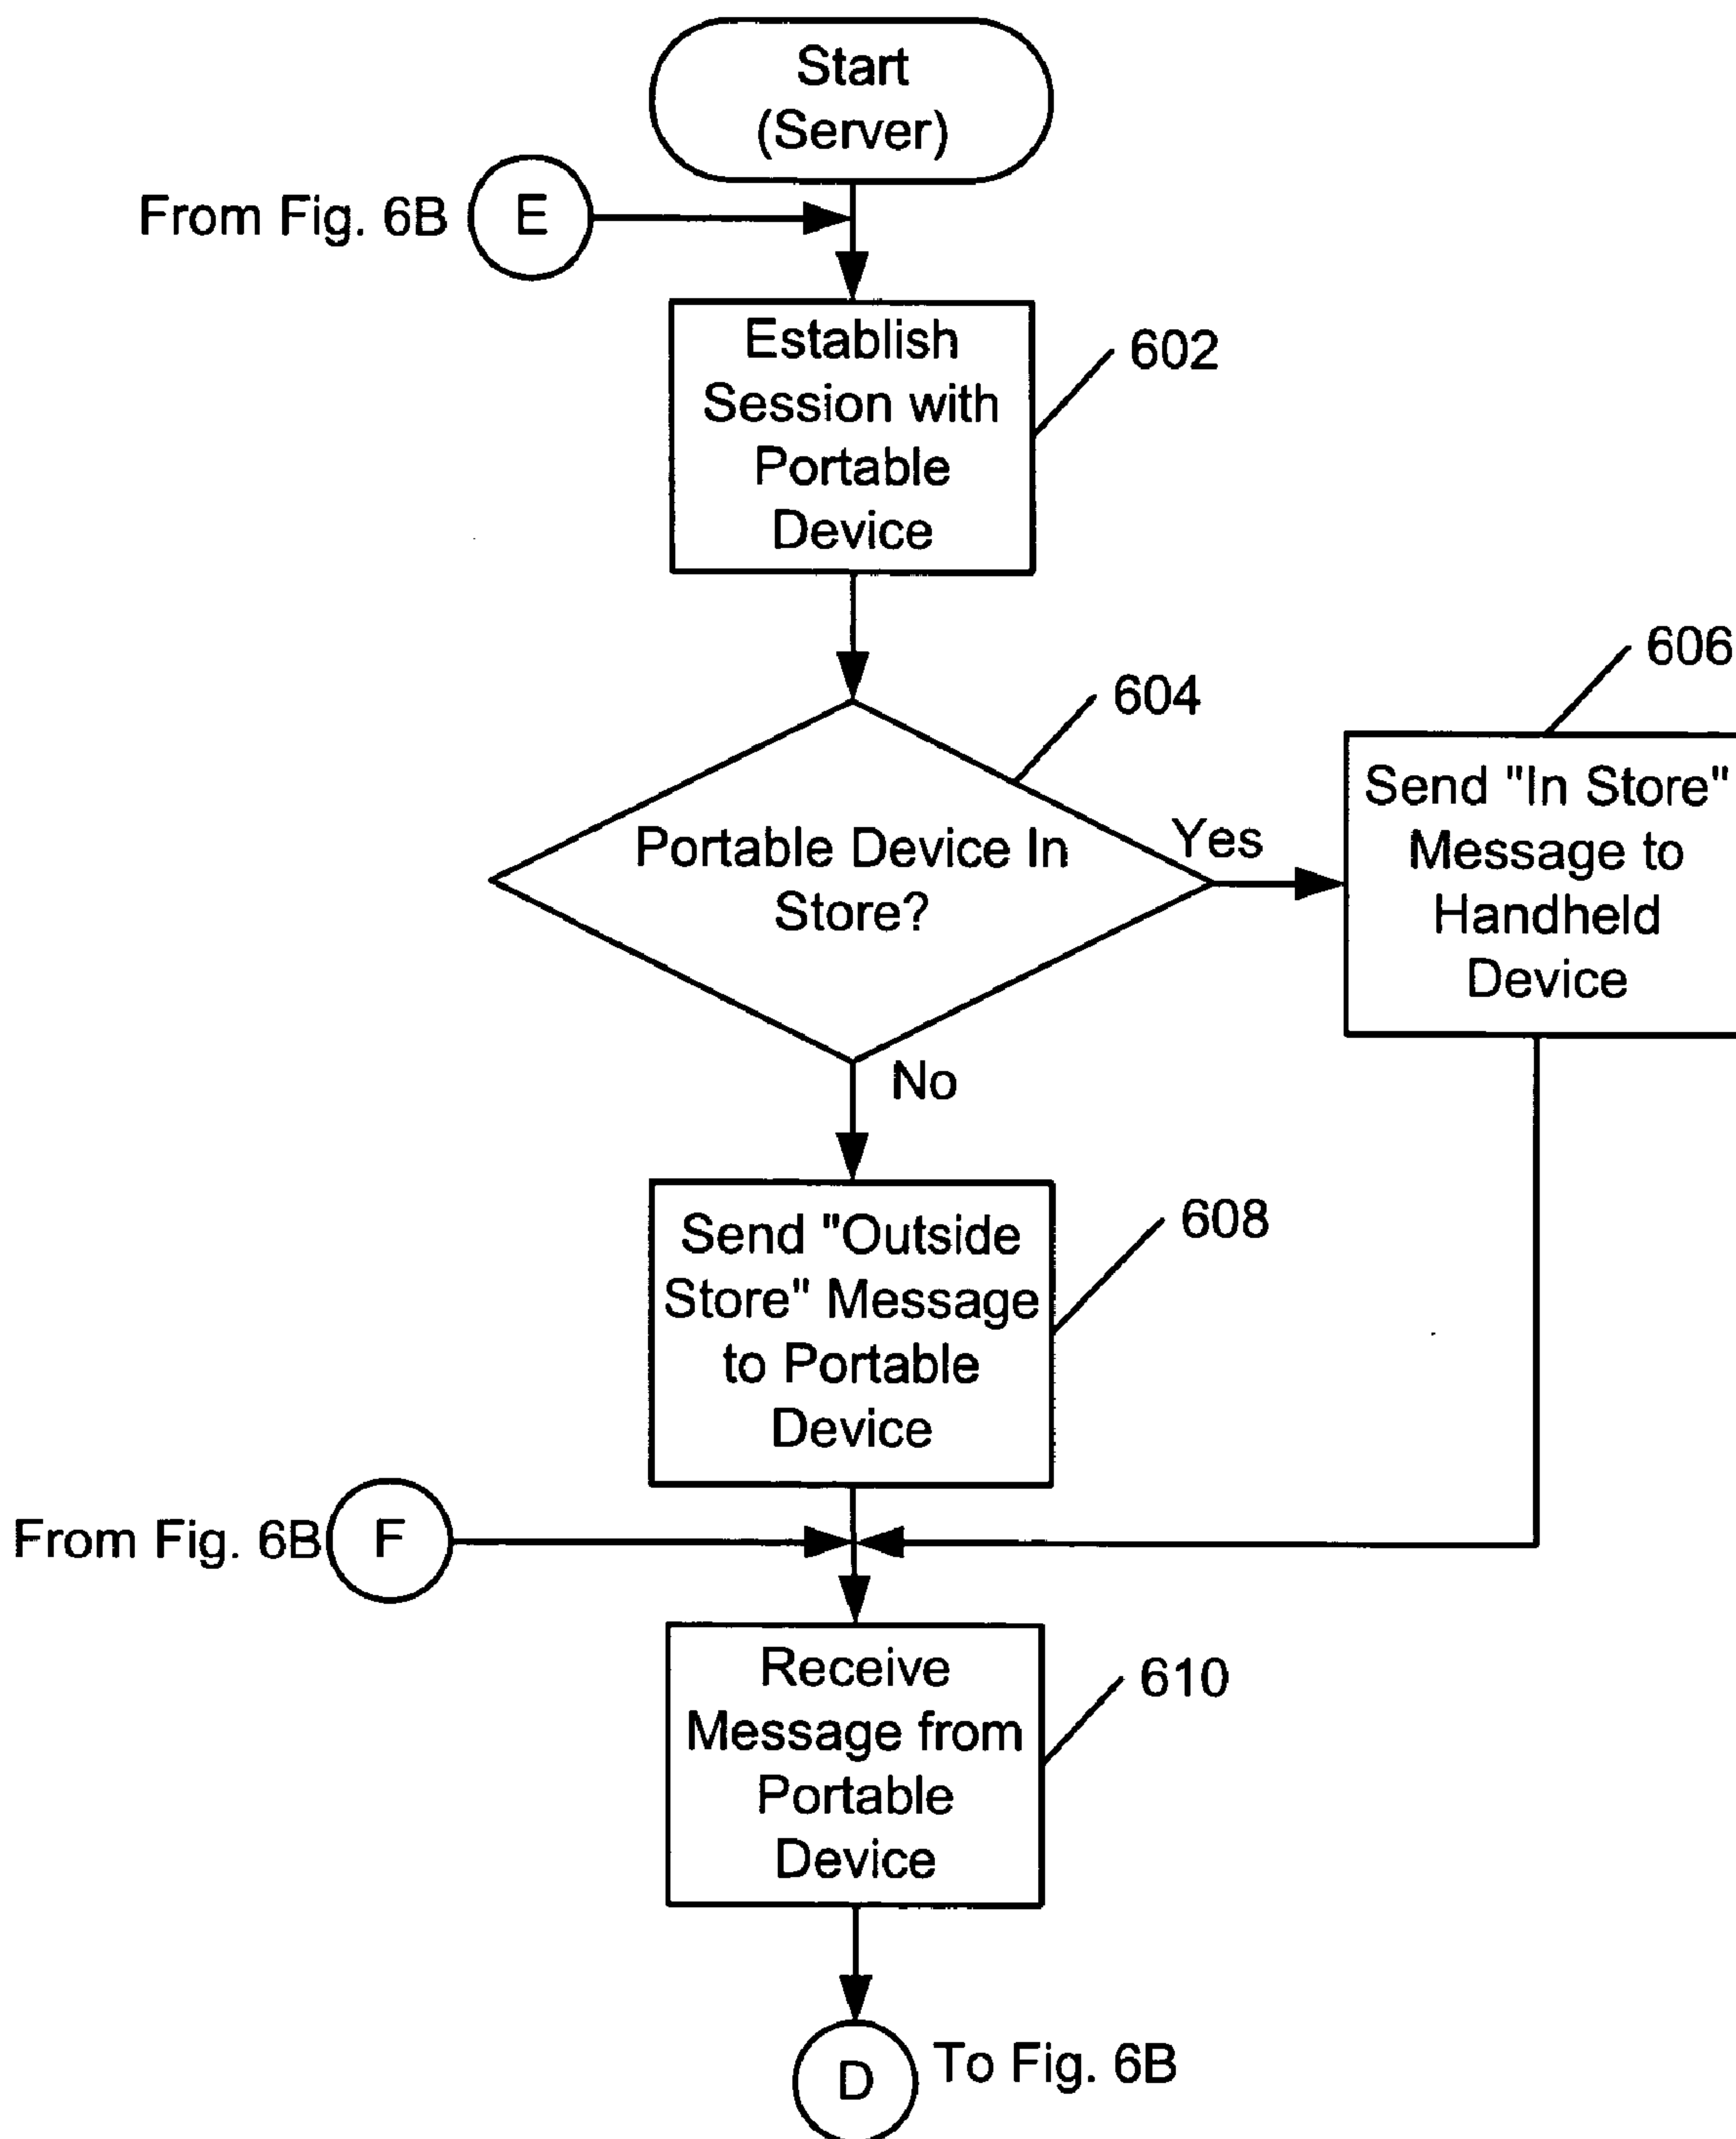 Start
(Server)
From Fig. 6B
E
Establish
Session with
Portable
Device
602
604
Portable Device In
Store?
Yes
606
Send "In Store"
Message to
Handheld
Device
No
Send "Outside
Store" Message
to Portable
Device
608
From Fig. 6B
F
Receive
Message from
Portable
Device
610
D
To Fig. 6B